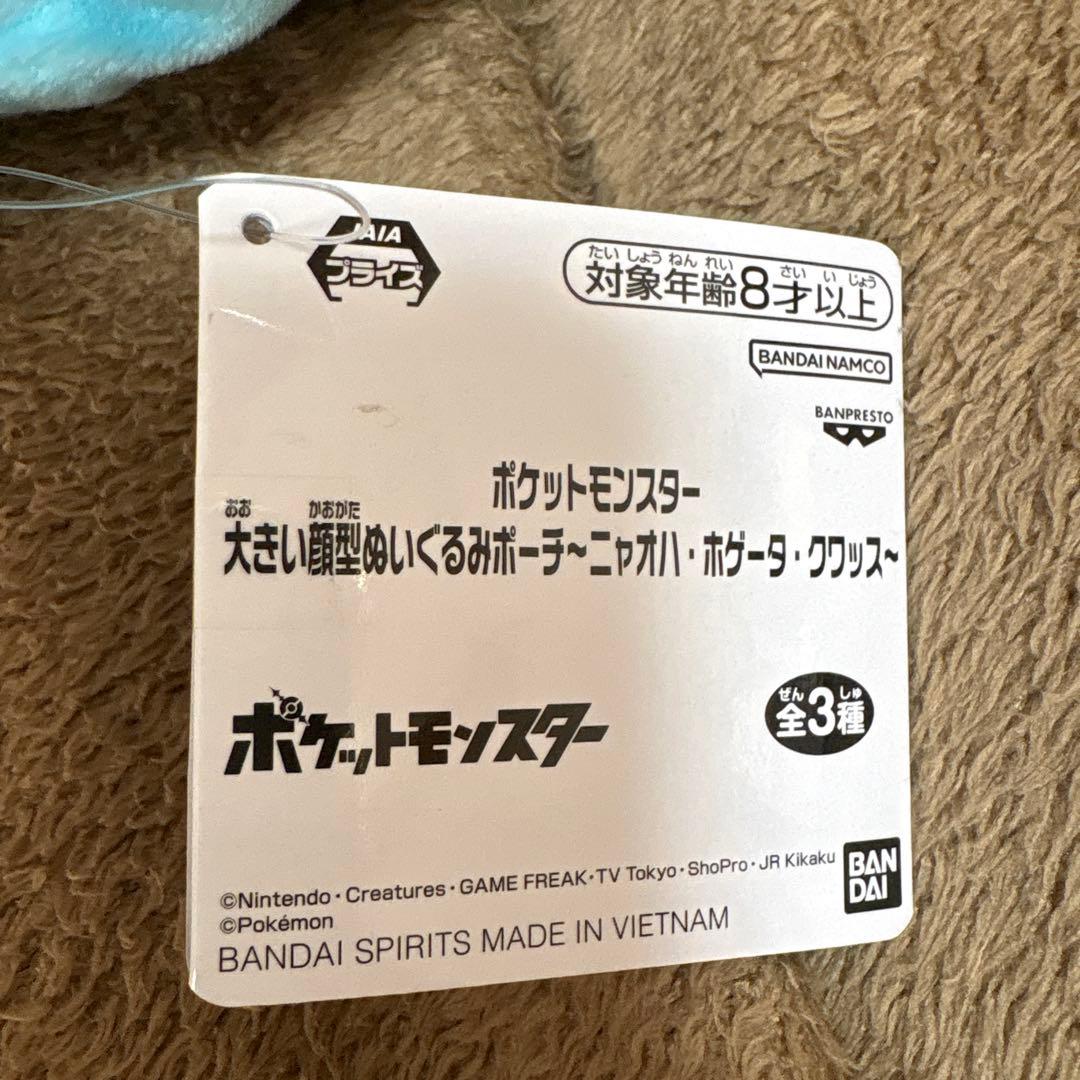 JAIA
プライズ
たいしょうねんれい さいいじょう
対象年齢8才以上
BANDAI NAMCO
BANPRESTO
ポケットモンスター
おお かおがた
大きい顔型ぬいぐるみポーチ~ニャオハ・ホゲータ・クワッス~
ポケットモンスター
ぜん しゅ
全3種
©Nintendo・Creatures・GAME FREAK・TV Tokyo・ShoPro・JR Kikaku
©Pokémon
BANDAI SPIRITS MADE IN VIETNAM
BAN
DAI